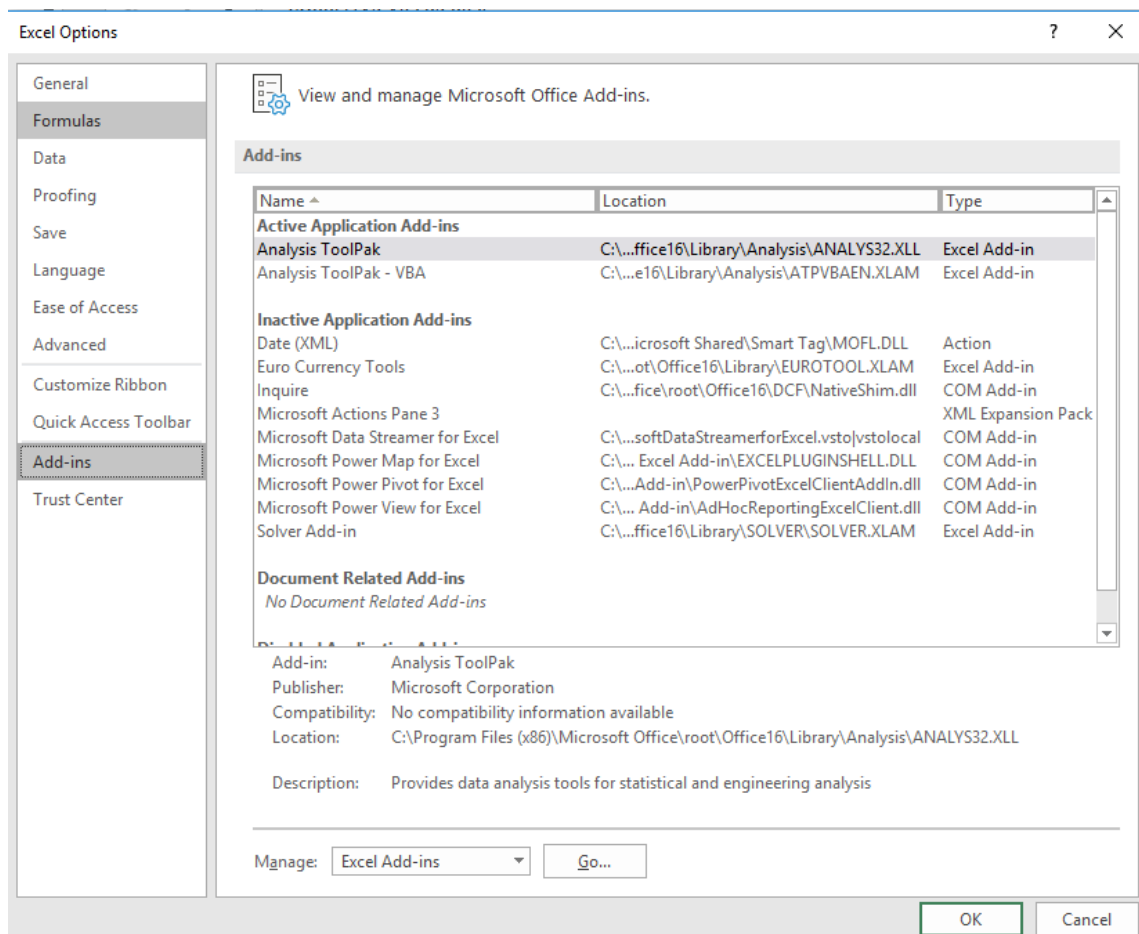 Excel Options ? ×
General
Formulas
Data
Proofing
Save
Language
Ease of Access
Advanced
Customize Ribbon
Quick Access Toolbar
Add-ins
Trust Center
View and manage Microsoft Office Add-ins.
Add-ins
Name Location Type
Active Application Add-ins
Analysis ToolPak C:\...ffice16\Library\Analysis\ANALYS32.XLL Excel Add-in
Analysis ToolPak - VBA C:\...e16\Library\Analysis\ATPVBAEN.XLAM Excel Add-in
Inactive Application Add-ins
Date (XML) C:\...icrosoft Shared\Smart Tag\MOFL.DLL Action
Euro Currency Tools C:\...ot\Office16\Library\EUROTOOL.XLAM Excel Add-in
Inquire C:\...fice\root\Office16\DCF\NativeShim.dll COM Add-in
Microsoft Actions Pane 3 XML Expansion Pack
Microsoft Data Streamer for Excel C:\...softDataStreamerforExcel.vsto|vstolocal COM Add-in
Microsoft Power Map for Excel C:\... Excel Add-in\EXCELPLUGINSHELL.DLL COM Add-in
Microsoft Power Pivot for Excel C:\...Add-in\PowerPivotExcelClientAddIn.dll COM Add-in
Microsoft Power View for Excel C:\... Add-in\AdHocReportingExcelClient.dll COM Add-in
Solver Add-in C:\...ffice16\Library\SOLVER\SOLVER.XLAM Excel Add-in
Document Related Add-ins
No Document Related Add-ins
Add-in: Analysis ToolPak
Publisher: Microsoft Corporation
Compatibility: No compatibility information available
Location: C:\Program Files (x86)\Microsoft Office\root\Office16\Library\Analysis\ANALYS32.XLL
Description: Provides data analysis tools for statistical and engineering analysis
Manage: Excel Add-ins Go...
OK Cancel